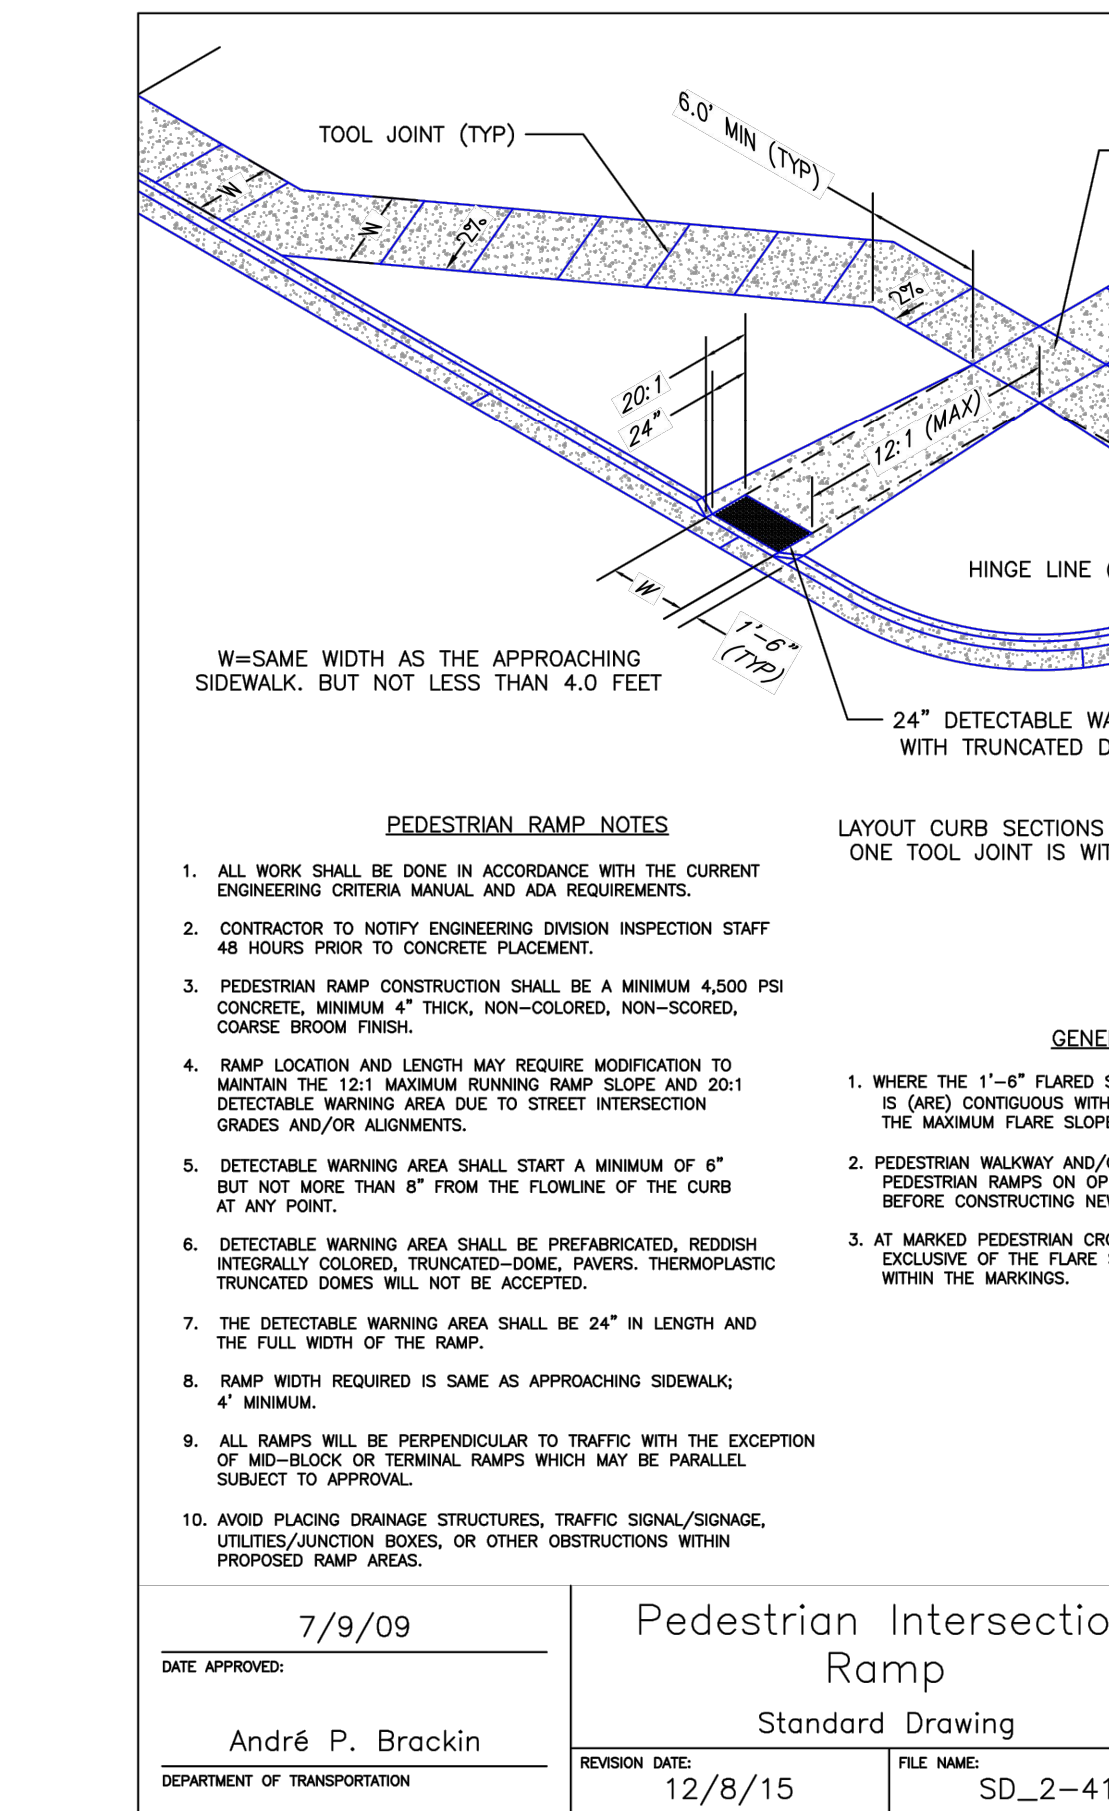 TOOL JOINT (TYP)
6.0' MIN (TYP)
W
W
2%
2%
20:1
24"
12:1 (MAX)
HINGE LINE (
W
1'-6"
(TYP)
W=SAME WIDTH AS THE APPROACHING
SIDEWALK. BUT NOT LESS THAN 4.0 FEET
24" DETECTABLE WA
WITH TRUNCATED D
LAYOUT CURB SECTIONS
ONE TOOL JOINT IS WIT
PEDESTRIAN RAMP NOTES
1. ALL WORK SHALL BE DONE IN ACCORDANCE WITH THE CURRENT
ENGINEERING CRITERIA MANUAL AND ADA REQUIREMENTS.
2. CONTRACTOR TO NOTIFY ENGINEERING DIVISION INSPECTION STAFF
48 HOURS PRIOR TO CONCRETE PLACEMENT.
3. PEDESTRIAN RAMP CONSTRUCTION SHALL BE A MINIMUM 4,500 PSI
CONCRETE, MINIMUM 4" THICK, NON-COLORED, NON-SCORED,
COARSE BROOM FINISH.
4. RAMP LOCATION AND LENGTH MAY REQUIRE MODIFICATION TO
MAINTAIN THE 12:1 MAXIMUM RUNNING RAMP SLOPE AND 20:1
DETECTABLE WARNING AREA DUE TO STREET INTERSECTION
GRADES AND/OR ALIGNMENTS.
5. DETECTABLE WARNING AREA SHALL START A MINIMUM OF 6"
BUT NOT MORE THAN 8" FROM THE FLOWLINE OF THE CURB
AT ANY POINT.
6. DETECTABLE WARNING AREA SHALL BE PREFABRICATED, REDDISH
INTEGRALLY COLORED, TRUNCATED-DOME, PAVERS. THERMOPLASTIC
TRUNCATED DOMES WILL NOT BE ACCEPTED.
7. THE DETECTABLE WARNING AREA SHALL BE 24" IN LENGTH AND
THE FULL WIDTH OF THE RAMP.
8. RAMP WIDTH REQUIRED IS SAME AS APPROACHING SIDEWALK;
4' MINIMUM.
9. ALL RAMPS WILL BE PERPENDICULAR TO TRAFFIC WITH THE EXCEPTION
OF MID-BLOCK OR TERMINAL RAMPS WHICH MAY BE PARALLEL
SUBJECT TO APPROVAL.
10. AVOID PLACING DRAINAGE STRUCTURES, TRAFFIC SIGNAL/SIGNAGE,
UTILITIES/JUNCTION BOXES, OR OTHER OBSTRUCTIONS WITHIN
PROPOSED RAMP AREAS.
GENE
1. WHERE THE 1'-6" FLARED S
IS (ARE) CONTIGUOUS WITH
THE MAXIMUM FLARE SLOPE
2. PEDESTRIAN WALKWAY AND/
PEDESTRIAN RAMPS ON OP
BEFORE CONSTRUCTING NEW
3. AT MARKED PEDESTRIAN CRO
EXCLUSIVE OF THE FLARE
WITHIN THE MARKINGS.
7/9/09
DATE APPROVED:
André P. Brackin
DEPARTMENT OF TRANSPORTATION
Pedestrian Intersectio
Ramp
Standard Drawing
REVISION DATE:
12/8/15
FILE NAME:
SD_2-41